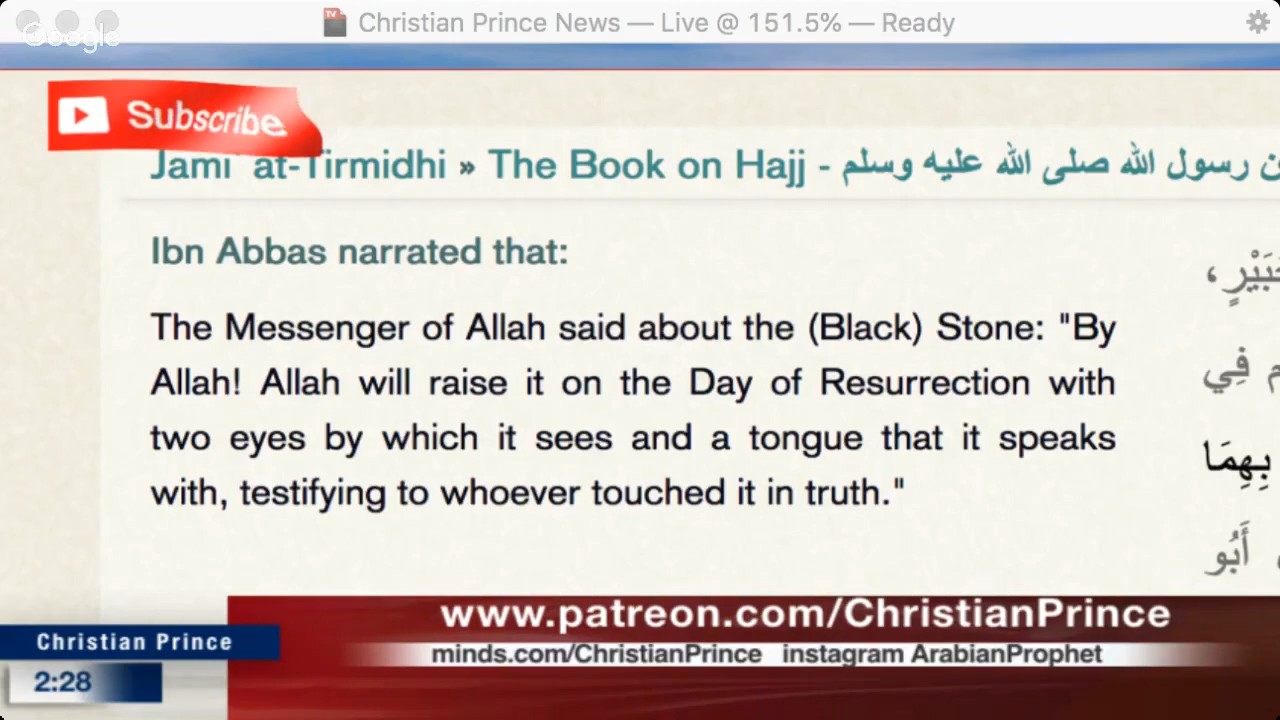 Christian Prince News — Live @ 151.5% — Ready
Google
Subscribe
Jami` at-Tirmidhi » The Book on Hajj - رسول الله صلى الله عليه وسلم
Ibn Abbas narrated that:
The Messenger of Allah said about the (Black) Stone: "By
Allah! Allah will raise it on the Day of Resurrection with
two eyes by which it sees and a tongue that it speaks
with, testifying to whoever touched it in truth."
فِي
بِهِمَا
أَبُو
www.patreon.com/ChristianPrince
minds.com/ChristianPrince instagram ArabianProphet
Christian Prince
2:28